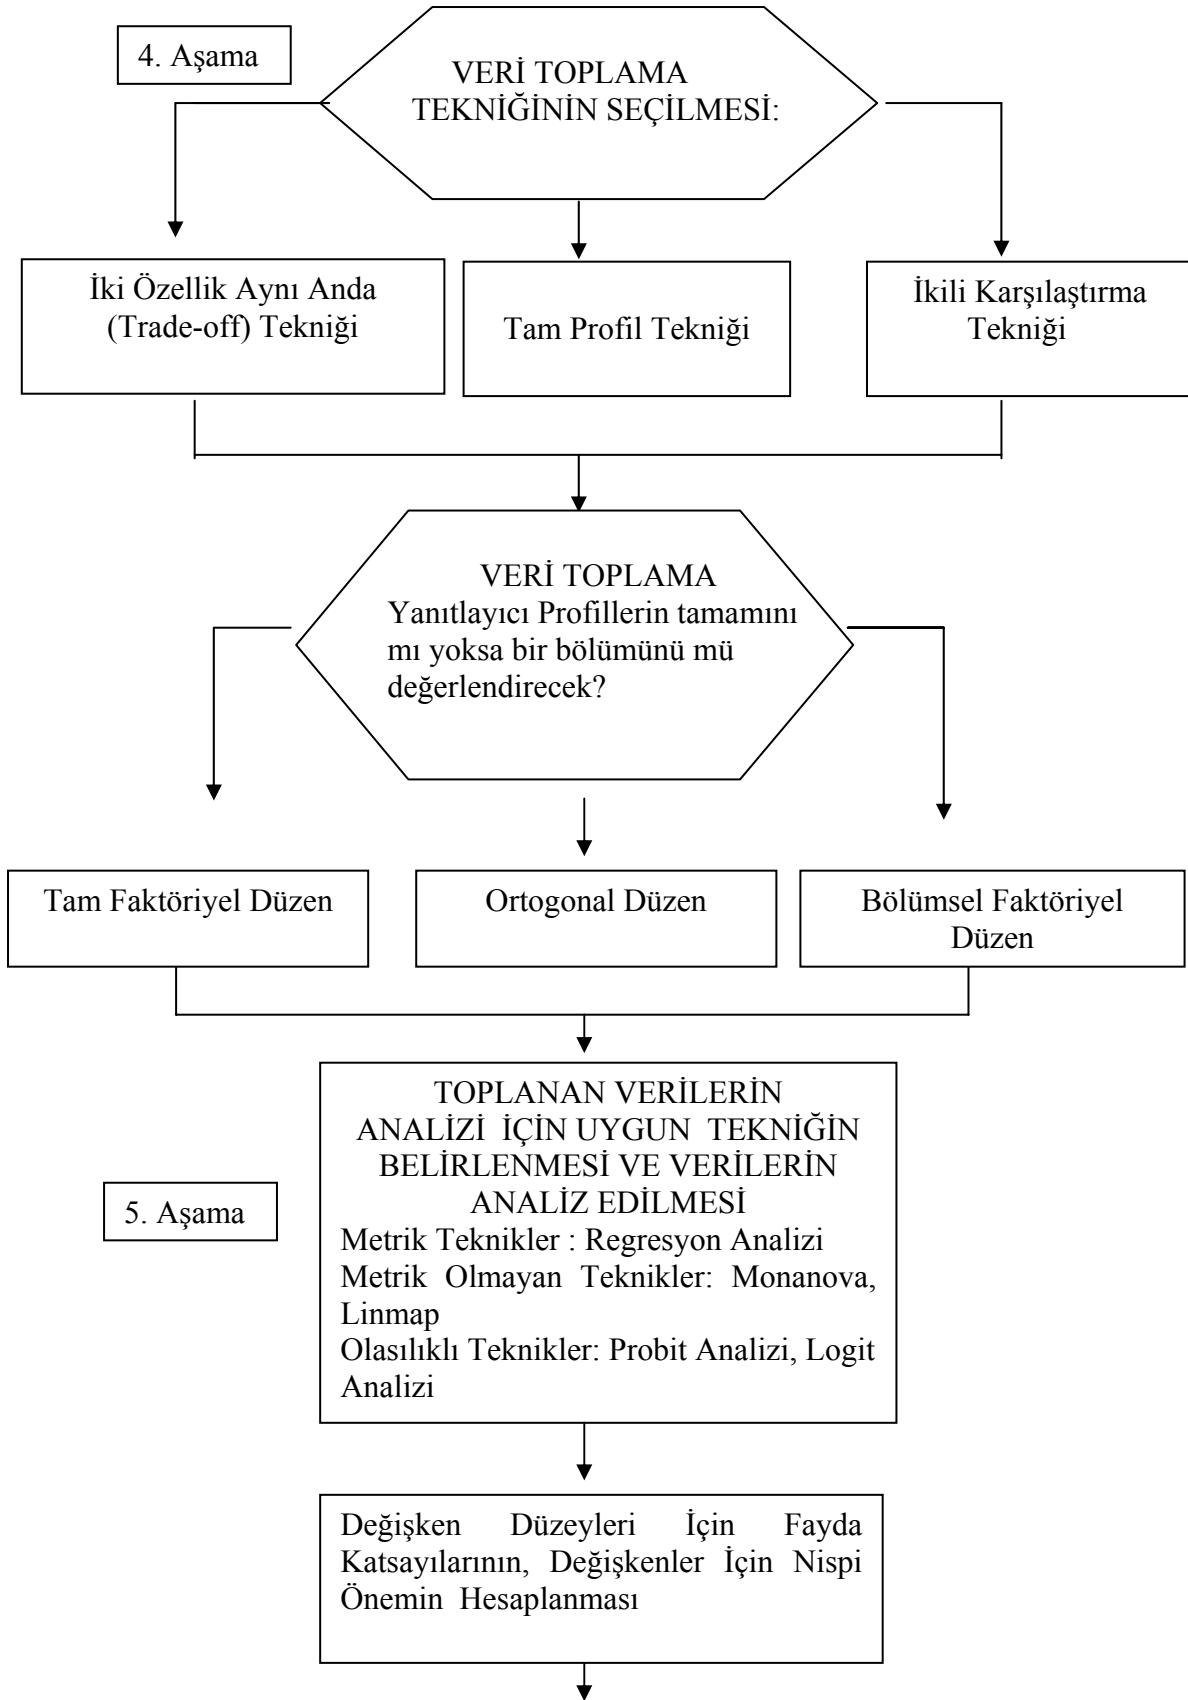 4. Aşama
VERİ TOPLAMA
TEKNİĞİNİN SEÇİLMESİ:
İki Özellik Aynı Anda
(Trade-off) Tekniği
Tam Profil Tekniği
İkili Karşılaştırma
Tekniği
VERİ TOPLAMA
Yanıtlayıcı Profillerin tamamını
mı yoksa bir bölümünü mü
değerlendirecek?
Tam Faktöriyel Düzen
Ortogonal Düzen
Bölümsel Faktöriyel
Düzen
5. Aşama
TOPLANAN VERİLERİN
ANALİZİ İÇİN UYGUN TEKNİĞİN
BELİRLENMESİ VE VERİLERİN
ANALİZ EDİLMESİ
Metrik Teknikler : Regresyon Analizi
Metrik Olmayan Teknikler: Monanova,
Linmap
Olasılıklı Teknikler: Probit Analizi, Logit
Analizi
Değişken Düzeyleri İçin Fayda
Katsayılarının, Değişkenler İçin Nispi
Önemin Hesaplanması